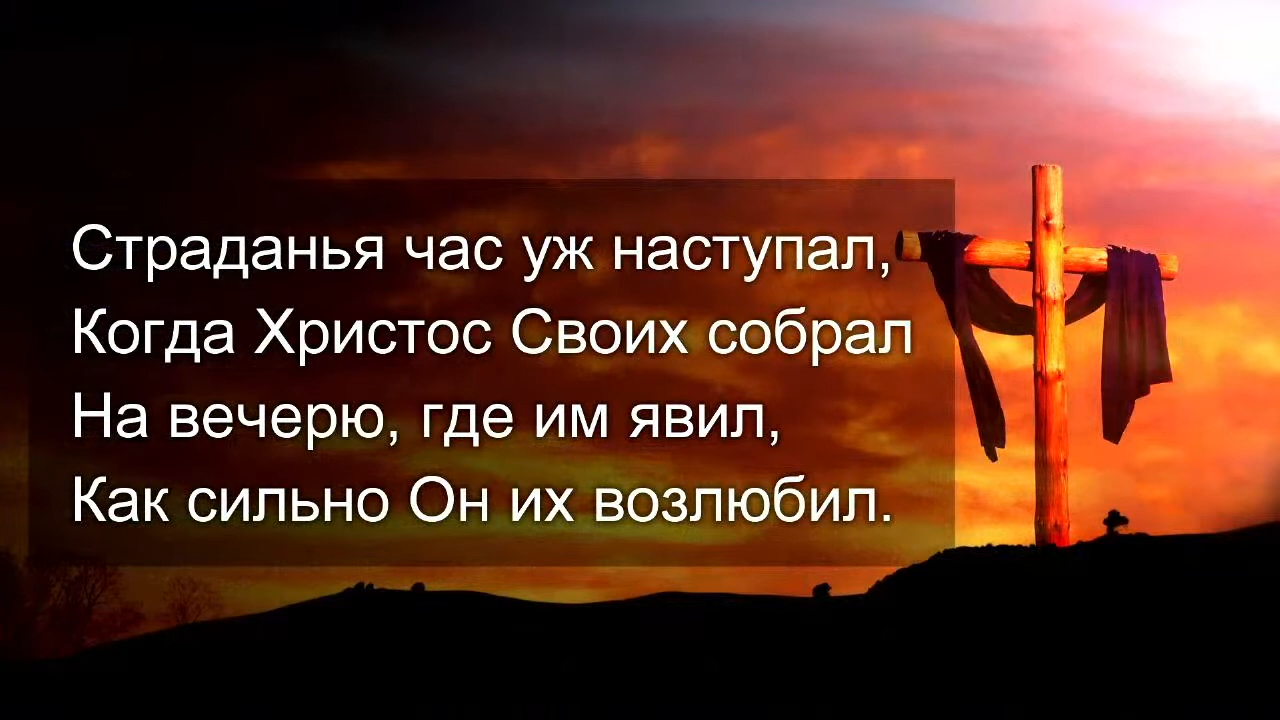 Страданья час уж наступал,
Когда Христос Своих собрал
На вечерю, где им явил,
Как сильно Он их возлюбил.